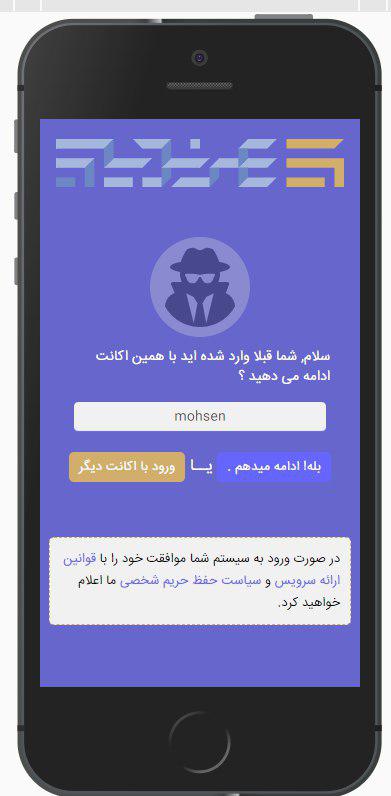 سلام, شما قبلا وارد شده اید با همین اکانت
ادامه می دهید ؟
mohsen
بله! ادامه میدهم . یــا ورود با اکانت دیگر
در صورت ورود به سیستم شما موافقت خود را با قوانین
ارائه سرویس و سیاست حفظ حریم شخصی ما اعلام
خواهید کرد.